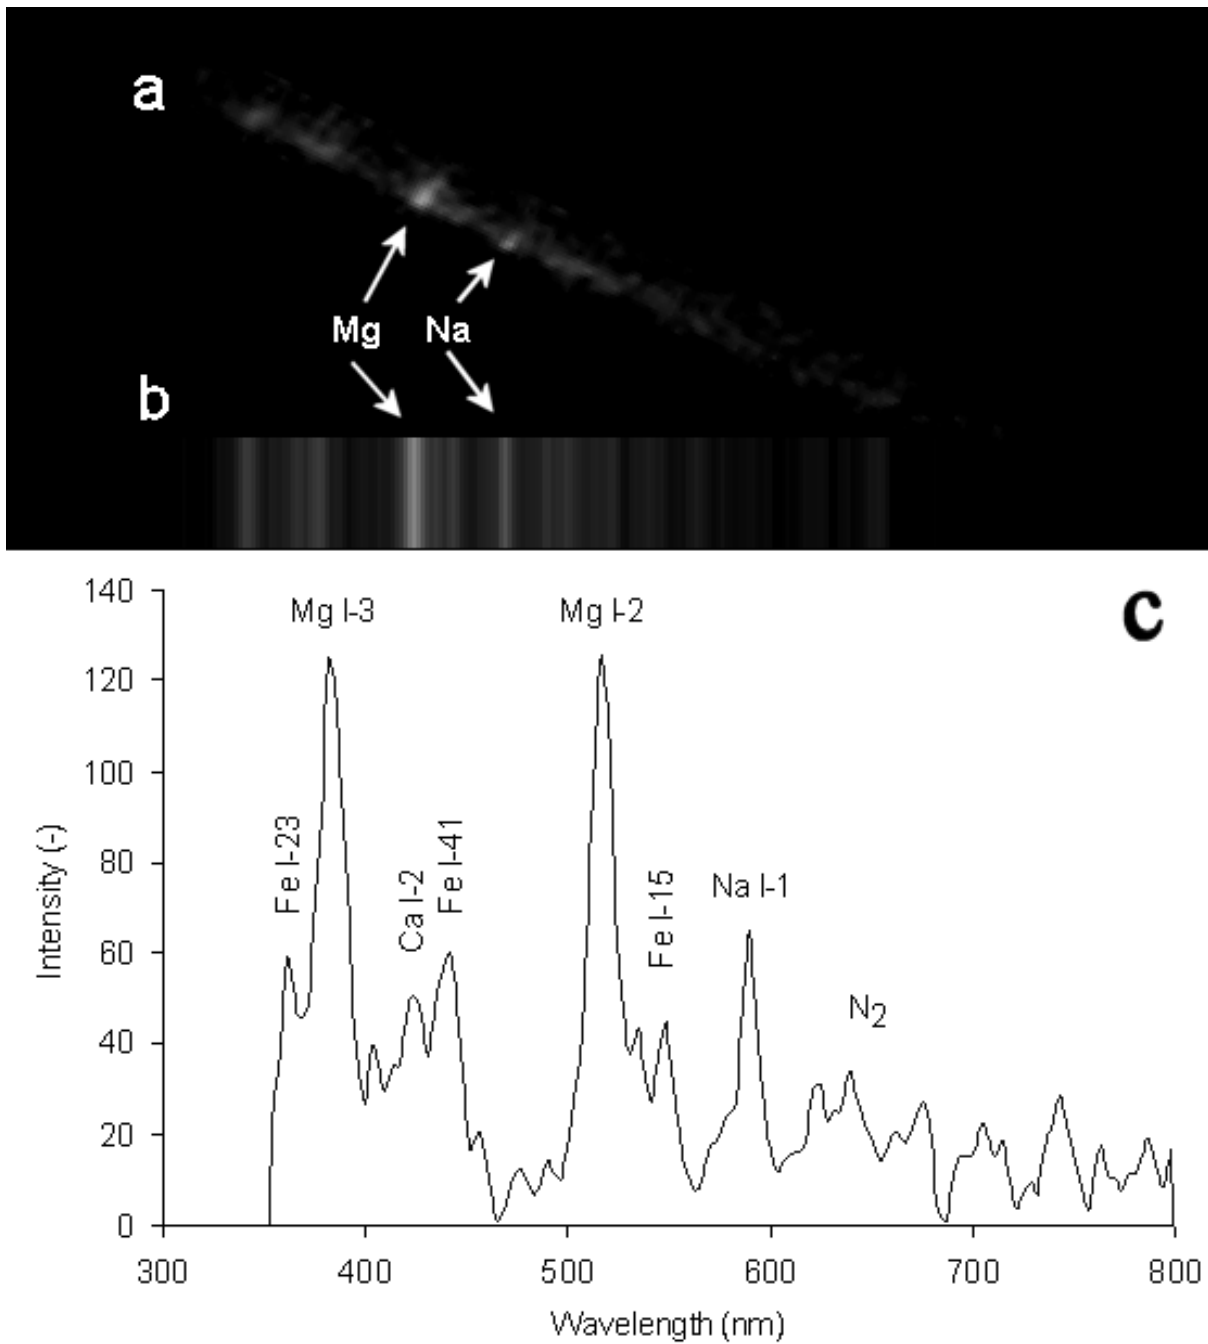 a
Mg Na
b
c
140
120
100
80
60
40
20
0
Intensity (-)
Mg I-3
Mg I-2
Fe I-23
Ca I-2
Fe I-41
Fe I-15
Na I-1
N2
300 400 500 600 700 800
Wavelength (nm)